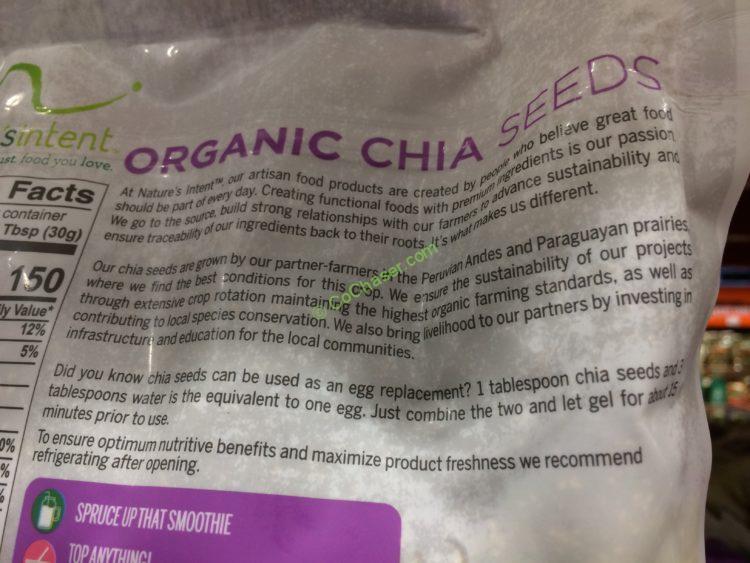 'sintent
ust food you love.
ORGANIC CHIA SEEDS
At Nature's Intent™ our artisan food products are created by people who believe great food
should be part of every day. Creating functional foods with premium ingredients is our passion.
We go to the source, build strong relationships with our farmers to advance sustainability and
ensure traceability of our ingredients back to their roots. It's what makes us different.
Our chia seeds are grown by our partner-farmers in the Peruvian Andes and Paraguayan prairies,
where we find the best conditions for this crop. We ensure the sustainability of our projects
through extensive crop rotation maintaining the highest organic farming standards, as well as
contributing to local species conservation. We also bring livelihood to our partners by investing in
infrastructure and education for the local communities.
Did you know chia seeds can be used as an egg replacement? 1 tablespoon chia seeds and 3
tablespoons water is the equivalent to one egg. Just combine the two and let gel for about 15
minutes prior to use.
To ensure optimum nutritive benefits and maximize product freshness we recommend
refrigerating after opening.
SPRUCE UP THAT SMOOTHIE
TOP ANYTHING!
Facts
container
Tbsp (30g)
150
ly Value*
12%
5%
0%
%
%
© GoChaser.com